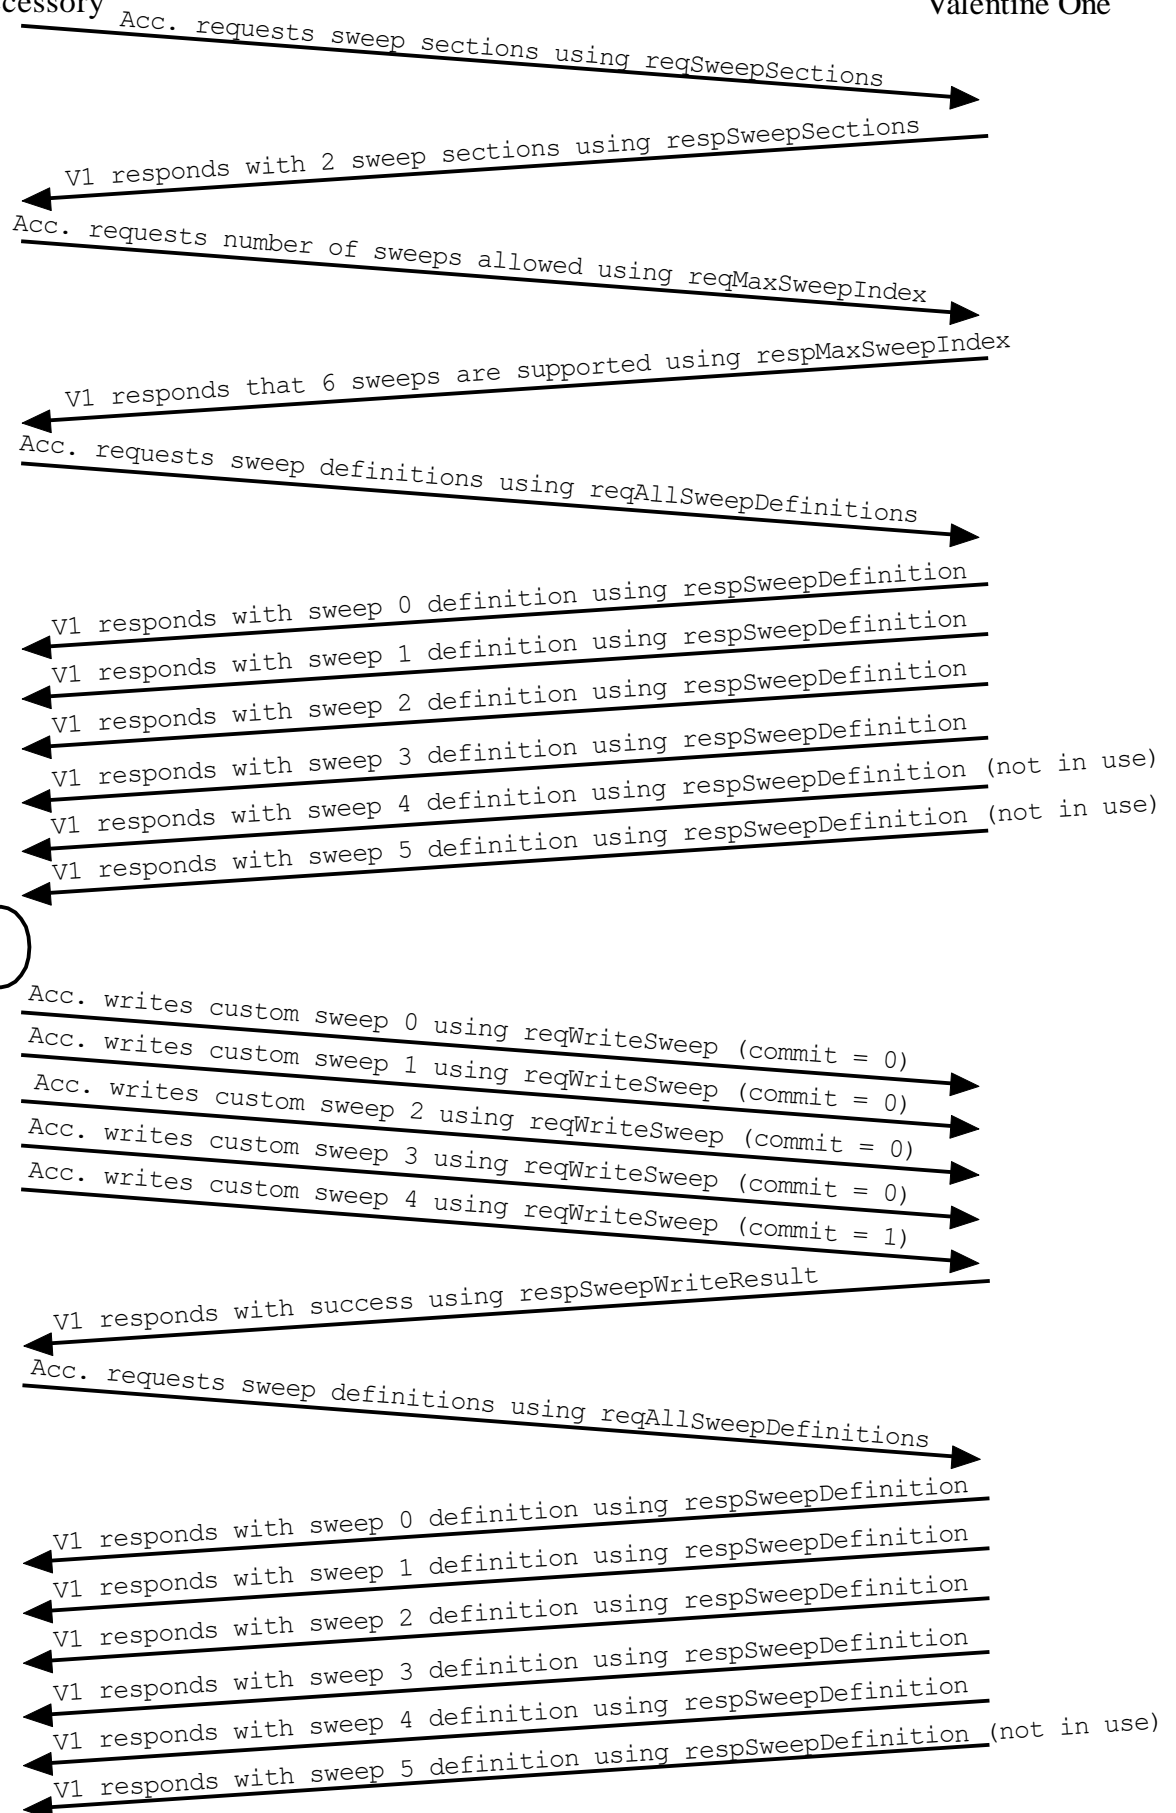 cessory
Valentine One
Acc. requests sweep sections using reqSweepSections
V1 responds with 2 sweep sections using respSweepSections
Acc. requests number of sweeps allowed using reqMaxSweepIndex
V1 responds that 6 sweeps are supported using respMaxSweepIndex
Acc. requests sweep definitions using reqAllSweepDefinitions
V1 responds with sweep 0 definition using respSweepDefinition
V1 responds with sweep 1 definition using respSweepDefinition
V1 responds with sweep 2 definition using respSweepDefinition
V1 responds with sweep 3 definition using respSweepDefinition
V1 responds with sweep 4 definition using respSweepDefinition (not in use)
V1 responds with sweep 5 definition using respSweepDefinition (not in use)
Acc. writes custom sweep 0 using reqWriteSweep (commit = 0)
Acc. writes custom sweep 1 using reqWriteSweep (commit = 0)
Acc. writes custom sweep 2 using reqWriteSweep (commit = 0)
Acc. writes custom sweep 3 using reqWriteSweep (commit = 0)
Acc. writes custom sweep 4 using reqWriteSweep (commit = 1)
V1 responds with success using respSweepWriteResult
Acc. requests sweep definitions using reqAllSweepDefinitions
V1 responds with sweep 0 definition using respSweepDefinition
V1 responds with sweep 1 definition using respSweepDefinition
V1 responds with sweep 2 definition using respSweepDefinition
V1 responds with sweep 3 definition using respSweepDefinition
V1 responds with sweep 4 definition using respSweepDefinition
V1 responds with sweep 5 definition using respSweepDefinition (not in use)